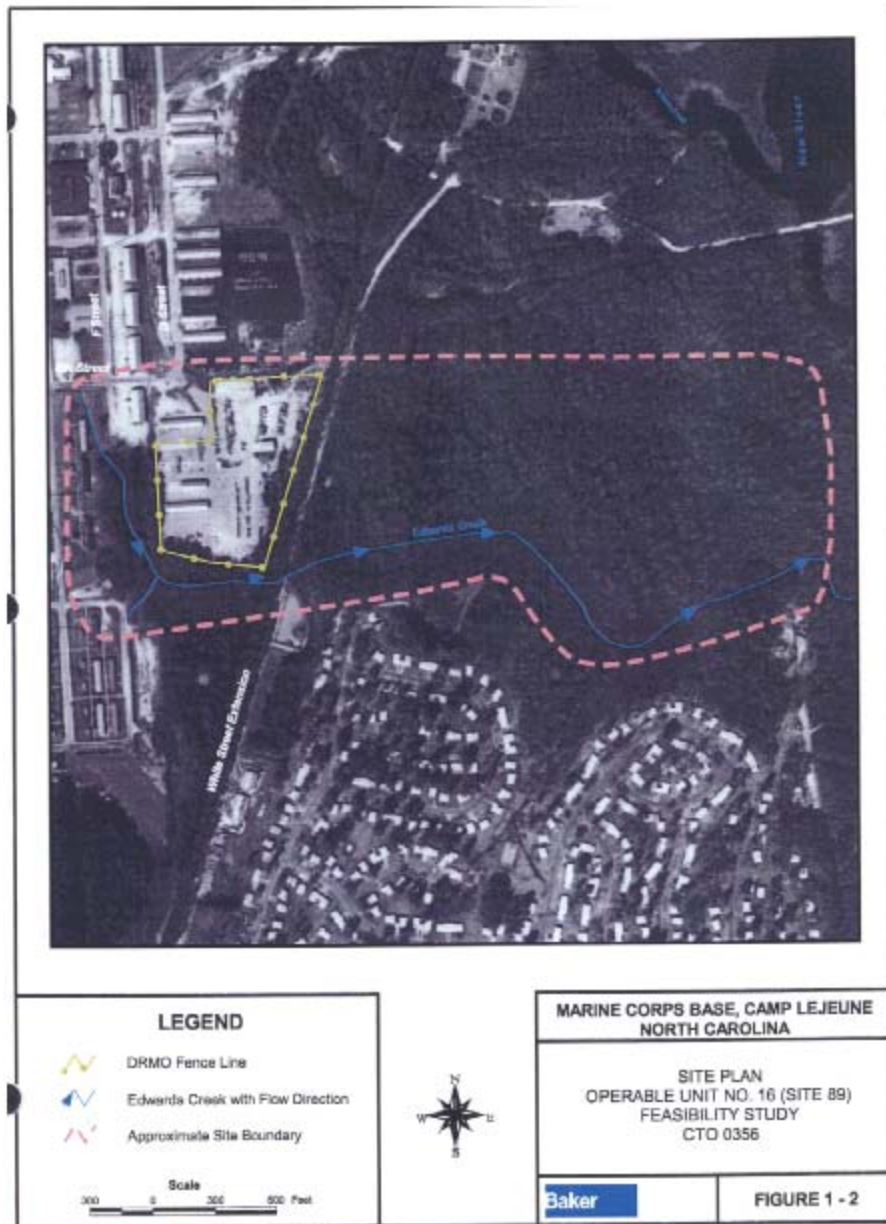 New River
F Street
D Street
Street
Edwards Creek
White Street Extension
LEGEND
DRMO Fence Line
Edwards Creek with Flow Direction
Approximate Site Boundary
Scale
300 0 300 600 Feet
N
W E
S
MARINE CORPS BASE, CAMP LEJEUNE
NORTH CAROLINA
SITE PLAN
OPERABLE UNIT NO. 16 (SITE 89)
FEASIBILITY STUDY
CTO 0356
Baker
FIGURE 1 - 2